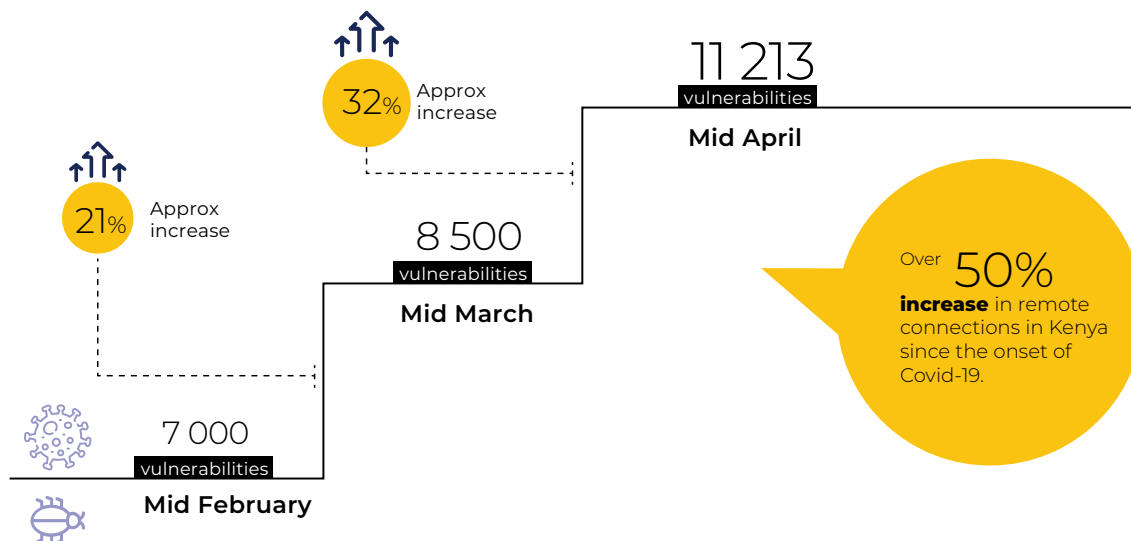 11 213
vulnerabilities
Mid April
32%
Approx
increase
21%
Approx
increase
8 500
vulnerabilities
Mid March
Over 50%
increase in remote
connections in Kenya
since the onset of
Covid-19.
7 000
vulnerabilities
Mid February